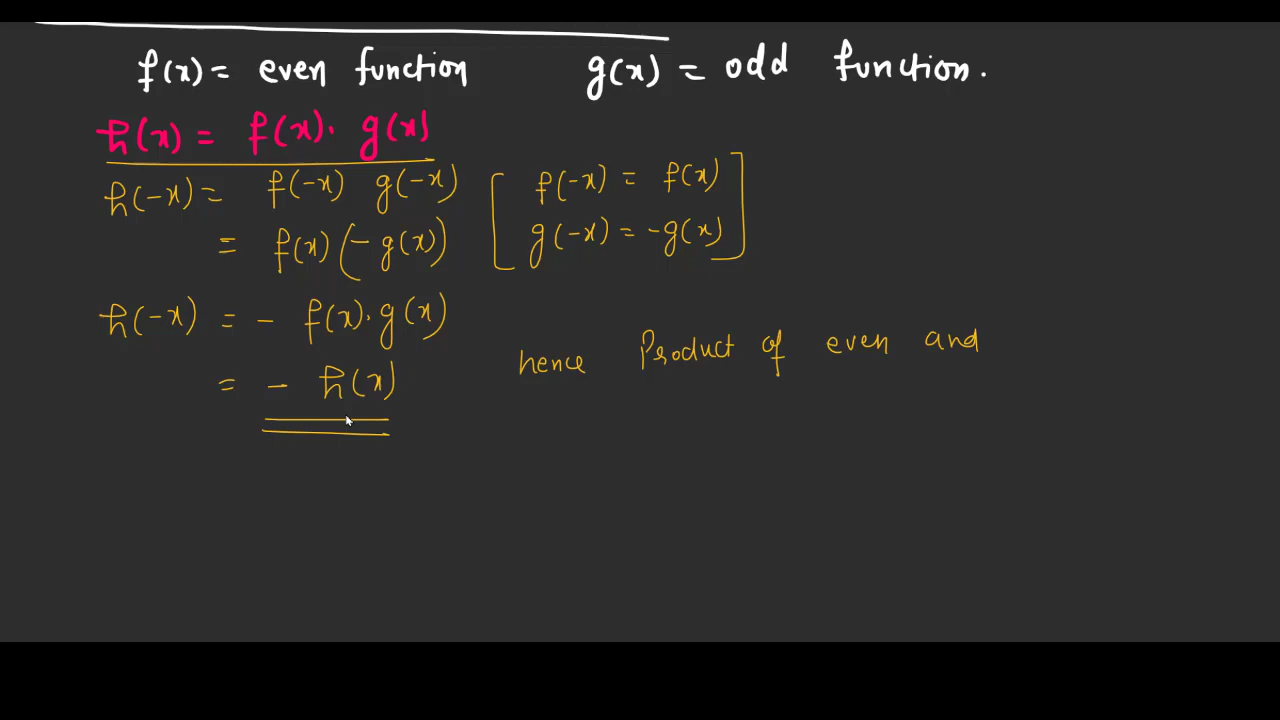 f(x) = even function g(x) = odd function.
h(x) = f(x). g(x)
h(-x) = f(-x) g(-x) [ f(-x) = f(x)
= f(x) (- g(x)) g(-x) = -g(x) ]
h(-x) = - f(x). g(x)
hence Product of even and
= - h(x)